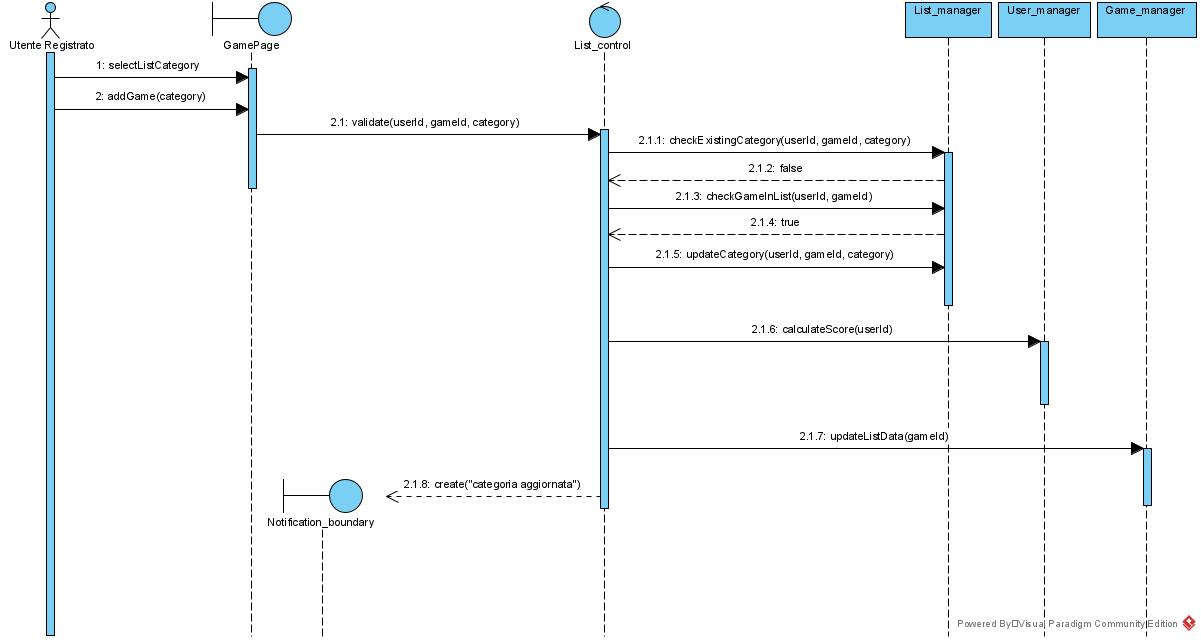 List_manager
User_manager
Game_manager
Utente Registrato
GamePage
List_control
1: selectListCategory
2: addGame(category)
2.1: validate(userId, gameId, category)
2.1.1: checkExistingCategory(userId, gameId, category)
2.1.2: false
2.1.3: checkGameInList(userId, gameId)
2.1.4: true
2.1.5: updateCategory(userId, gameId, category)
2.1.6: calculateScore(userId)
2.1.7: updateListData(gameId)
2.1.8: create("categoria aggiornata")
Notification_boundary
Powered By Visual Paradigm Community Edition